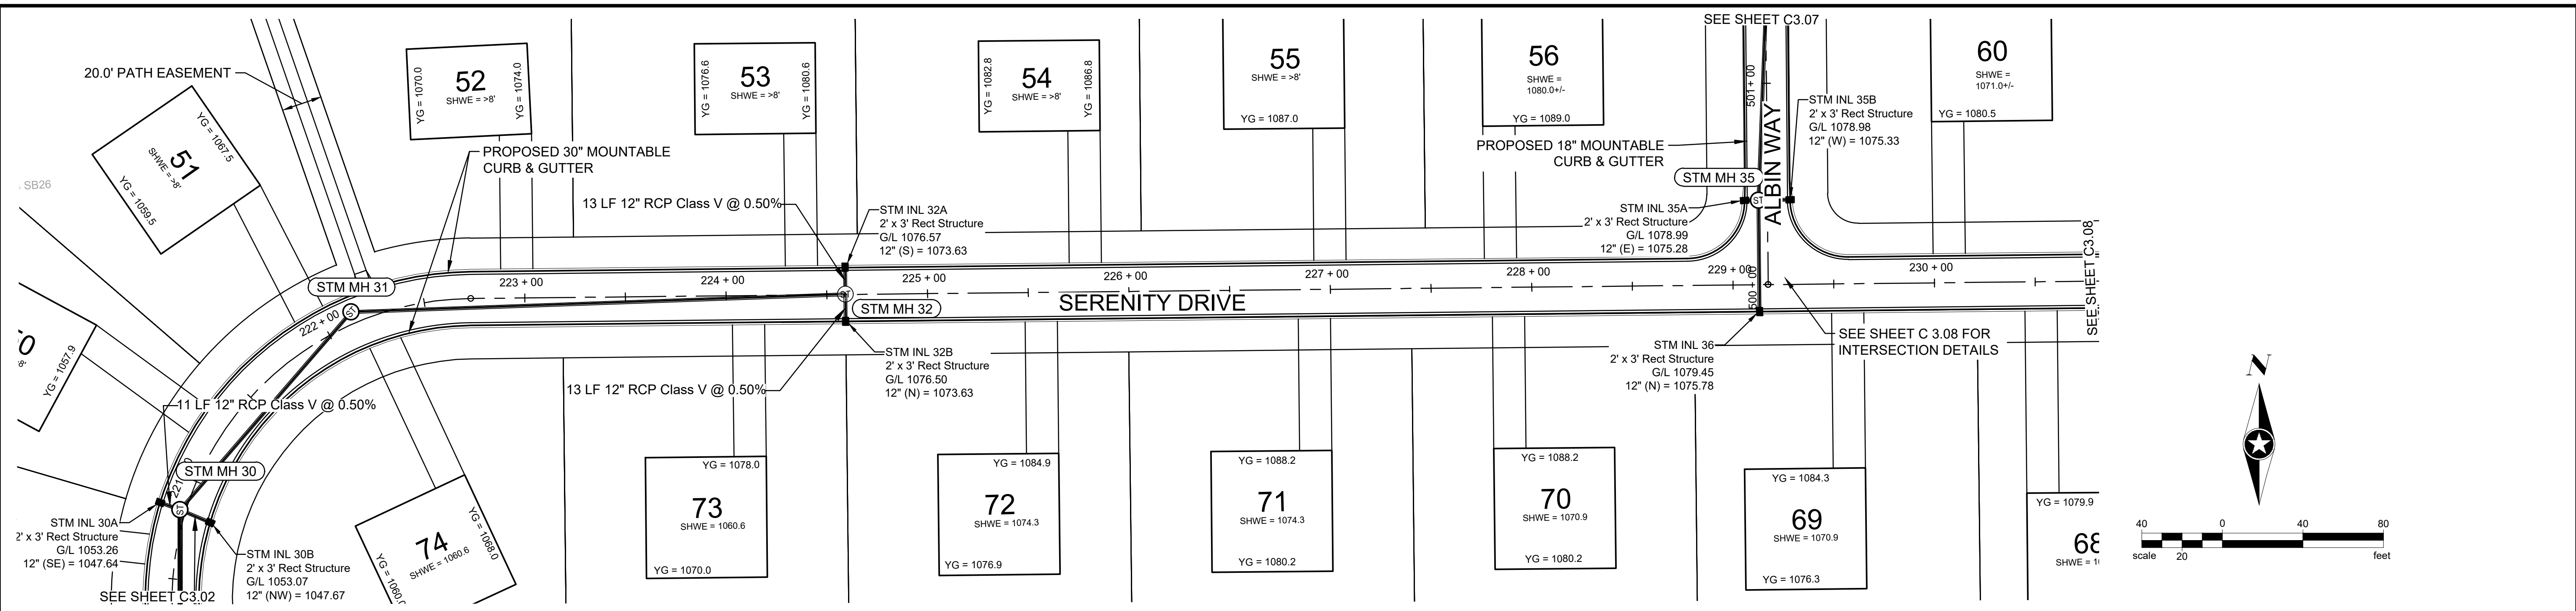 SEE SHEET C3.07
20.0' PATH EASEMENT
52
SHWE = >8'
YG = 1070.0
YG = 1074.0
53
SHWE = >8'
YG = 1076.6
YG = 1080.6
54
SHWE = >8'
YG = 1082.8
YG = 1086.8
55
SHWE = >8'
YG = 1087.0
56
SHWE =
1080.0+/-
YG = 1089.0
60
SHWE =
1071.0+/-
YG = 1080.5
51
SHWE = >8'
YG = 1067.5
YG = 1059.5
SB26
PROPOSED 30" MOUNTABLE
CURB & GUTTER
13 LF 12" RCP Class V @ 0.50%
STM INL 32A
2' x 3' Rect Structure
G/L 1076.57
12" (S) = 1073.63
PROPOSED 18" MOUNTABLE
CURB & GUTTER
STM MH 35
ST
501 + 00
ALBIN WAY
STM INL 35B
2' x 3' Rect Structure
G/L 1078.98
12" (W) = 1075.33
STM INL 35A
2' x 3' Rect Structure
G/L 1078.99
12" (E) = 1075.28
STM MH 31
ST
222 + 00
223 + 00
224 + 00
225 + 00
226 + 00
227 + 00
228 + 00
229 + 00
230 + 00
500 + 00
ST
STM MH 32
SERENITY DRIVE
SEE SHEET C3.08
SEE SHEET C 3.08 FOR
INTERSECTION DETAILS
0
YG = 1057.9
STM INL 32B
2' x 3' Rect Structure
G/L 1076.50
12" (N) = 1073.63
13 LF 12" RCP Class V @ 0.50%
STM INL 36
2' x 3' Rect Structure
G/L 1079.45
12" (N) = 1075.78
11 LF 12" RCP Class V @ 0.50%
STM MH 30
221
ST
STM INL 30A
2' x 3' Rect Structure
G/L 1053.26
12" (SE) = 1047.64
STM INL 30B
2' x 3' Rect Structure
G/L 1053.07
12" (NW) = 1047.67
SEE SHEET C3.02
74
SHWE = 1060.6
YG = 1068.0
YG = 1060.0
YG = 1078.0
73
SHWE = 1060.6
YG = 1070.0
YG = 1084.9
72
SHWE = 1074.3
YG = 1076.9
YG = 1088.2
71
SHWE = 1074.3
YG = 1080.2
YG = 1088.2
70
SHWE = 1070.9
YG = 1080.2
YG = 1084.3
69
SHWE = 1070.9
YG = 1076.3
YG = 1079.9
68
SHWE = 1
N
40 0 40 80
scale 20 feet